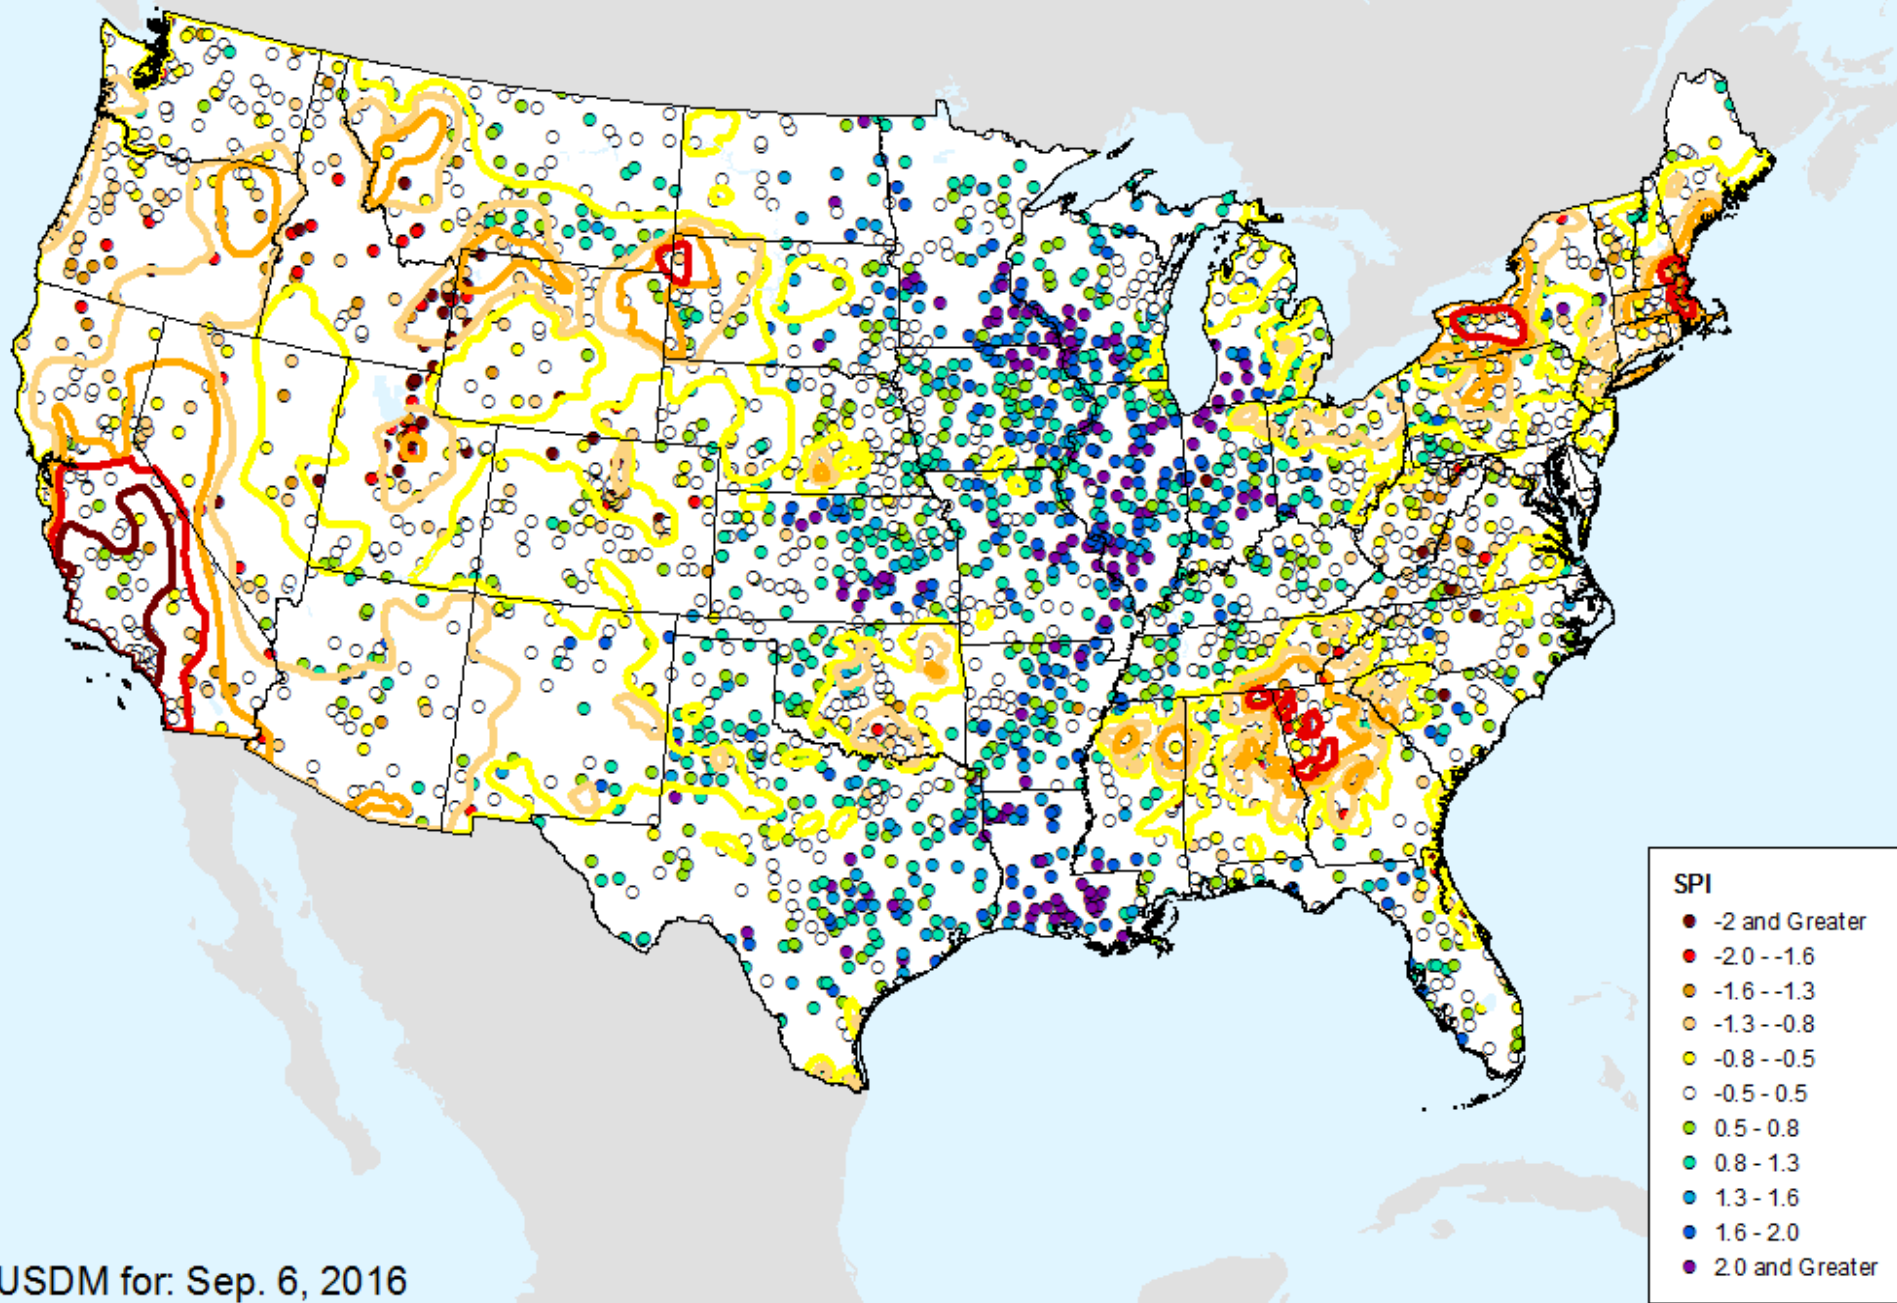 SPI
-2 and Greater
-2.0 - -1.6
-1.6 - -1.3
-1.3 - -0.8
-0.8 - -0.5
-0.5 - 0.5
0.5 - 0.8
0.8 - 1.3
1.3 - 1.6
1.6 - 2.0
2.0 and Greater
USDM for: Sep. 6, 2016